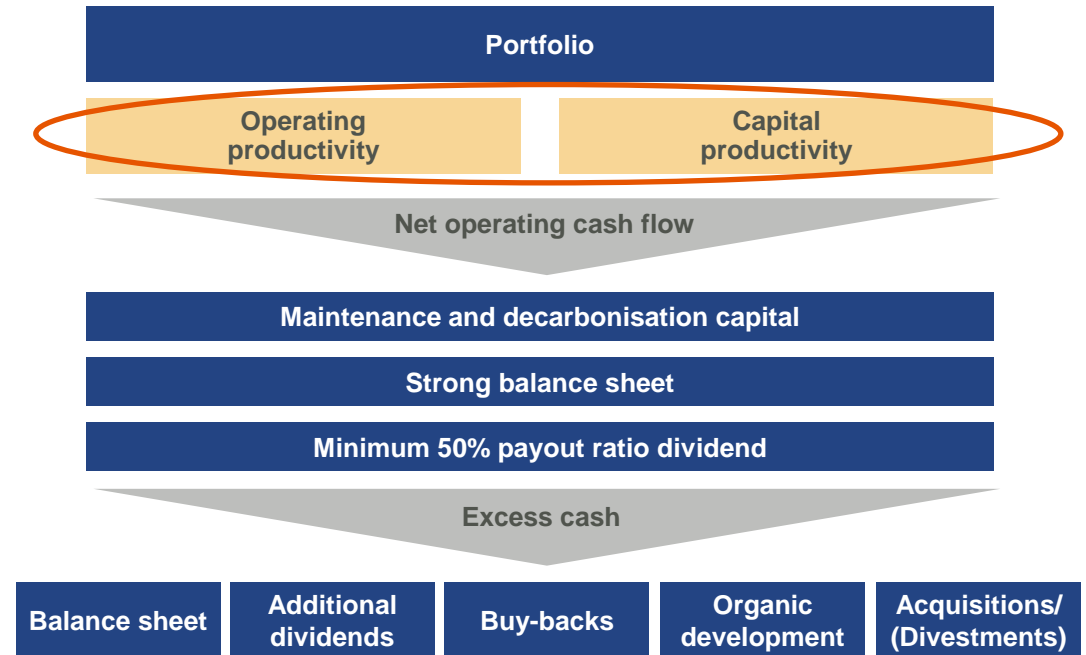 Portfolio
Operating
productivity
Capital
productivity
Net operating cash flow
Maintenance and decarbonisation capital
Strong balance sheet
Minimum 50% payout ratio dividend
Excess cash
Balance sheet
Additional
dividends
Buy-backs
Organic
development
Acquisitions/
(Divestments)